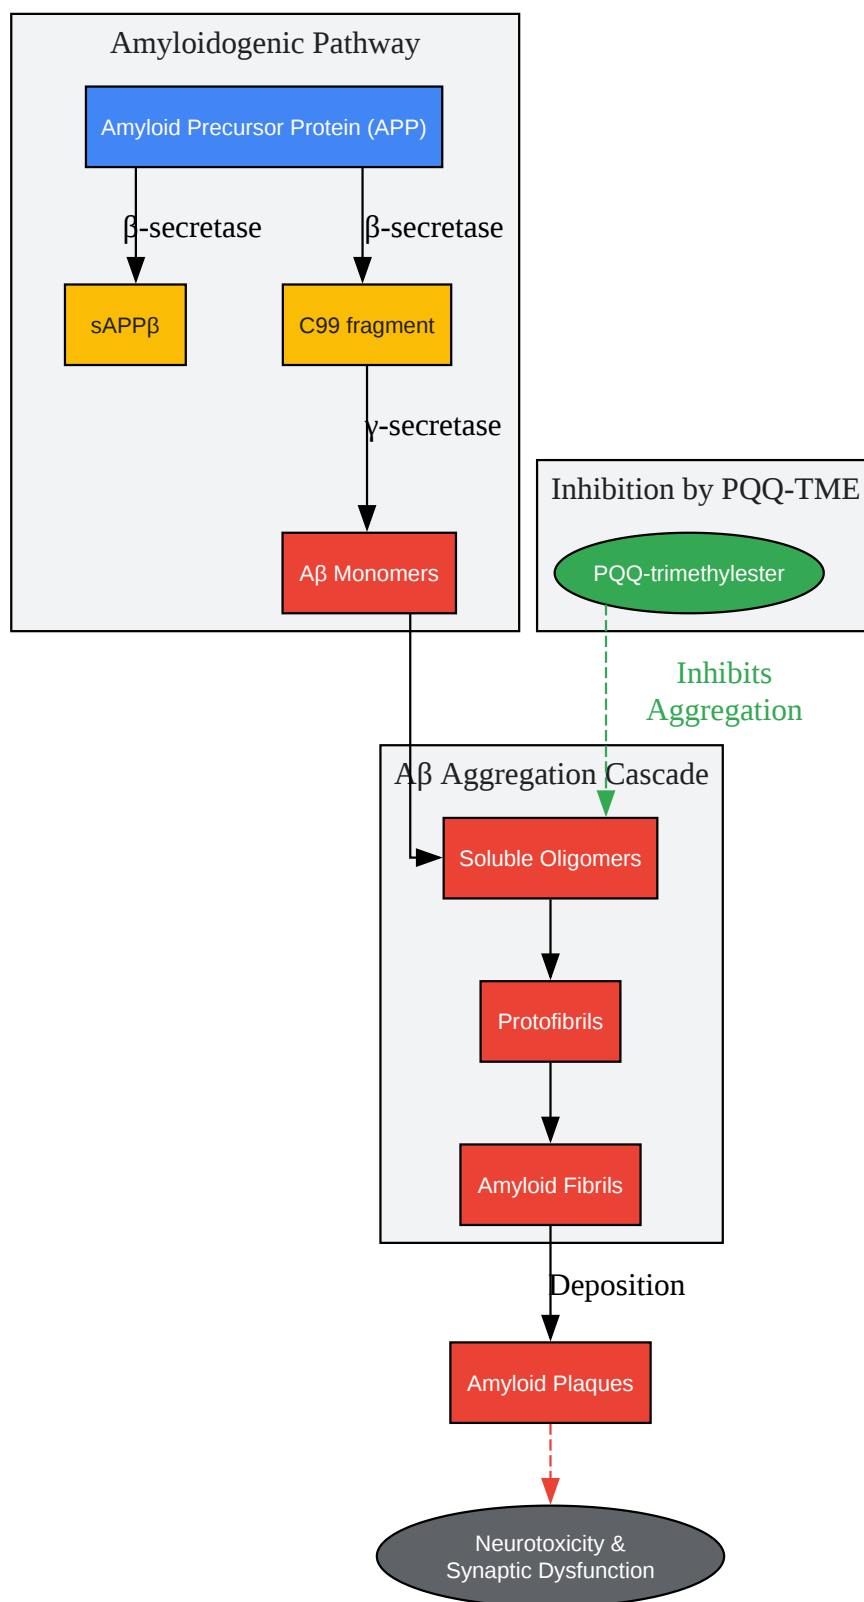 Amyloidogenic Pathway
Amyloid Precursor Protein (APP)
β-secretase
β-secretase
sAPPβ
C99 fragment
γ-secretase
Inhibition by PQQ-TME
Aβ Monomers
PQQ-trimethylester
Inhibits
Aggregation
Aβ Aggregation Cascade
Soluble Oligomers
Protofibrils
Amyloid Fibrils
Deposition
Amyloid Plaques
Neurotoxicity &
Synaptic Dysfunction